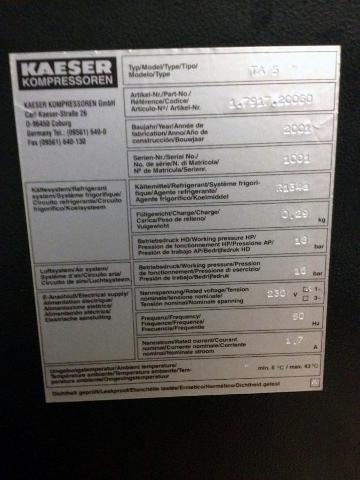 KAESER
KOMPRESSOREN
KAESER KOMPRESSOREN GmbH
Carl-Kaeser-Straße 26
D-96450 Coburg
Germany Tel.: (09561) 640-0
Fax (09561) 640-130
Typ/Model/Type/Tipo/
Modelo/Type
TA 5
Artikel-Nr./Part-No./
Référence/Codice/
Artículo-Nº/ Artikel-Nr.
1.7917.20060
Baujahr/Year/Année de
fabrication/Anno/Año de
construcción/Bouwjaar
2001
Serien-Nr./Serial No./
No. de série/N. di Matricola/
Nº de Matrícula/Serienr.
1001
Kältesystem/Refrigerant
system/Système frigorifique/
Circuito refrigerante/Circuito
frigorífico/Koelsysteem
Kältemittel/Refrigerant/Système frigori-
fique/Agente refrigerante/
Agente frigorífico/Koelmiddel
R134a
Füllgewicht/Charge/Charge/
Carica/Peso de relleno/
Vulgewicht
0,29
kg
Betriebsdruck HD/Working pressure HP/
Pression de fonctionnement HP/Pressione AP/
Presión de trabajo AP/Bedrijfsdruk HD
bar
Luftsystem/Air system/
Système d'air/Circuito aria/
Circuito de aire/Luchtsysteem
Betriebsdruck/Working pressure/Pression
de fonctionnement/Pressione di esercizio/
Presión de trabajo/Bedrijfsdruk
16
bar
E-Anschluß/Electrical supply/
Alimentation électrique/
Alimentazione elettrica/
Alimentación eléctrica/
Elektrische aansluiting
Nennspannung/Rated voltage/Tension
nominale/tensione nominale/
Tensión nominale/Nominale spanning
230
V
1~
3~
Frequenz/Frequency/
Fréquence/Frequenza/
Frecuencia/Frequentie
50
Hz
Nennstrom/Rated current/Courant
nominal/Corrente nominale/Corriente
nominale/Nominale stroom
1,7
A
Umgebungstemperatur/Ambient temperature/
Température ambiante/Temperatura ambiente/Tem-
peratura ambiente/Omgevingstemperatuur
min. 6 °C / max. 43 °C
Dichtheit geprüft/Leakproof/Etanchéité testée/Ermetico/Hermético/Dichtheid getest